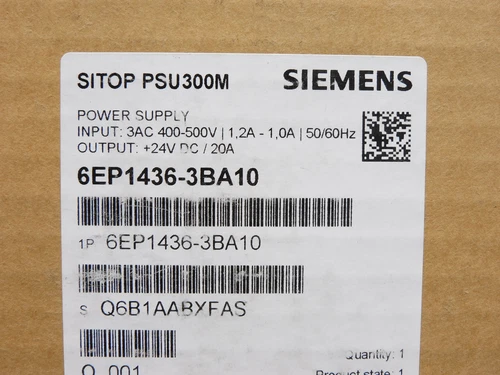 SITOP PSU300M SIEMENS
POWER SUPPLY
INPUT: 3AC 400-500V | 1,2A - 1,0A | 50/60Hz
OUTPUT: +24V DC / 20A
6EP1436-3BA10
1P 6EP1436-3BA10
S Q6B1AABXFAS
Quantity: 1
Q 001
Product state: 1